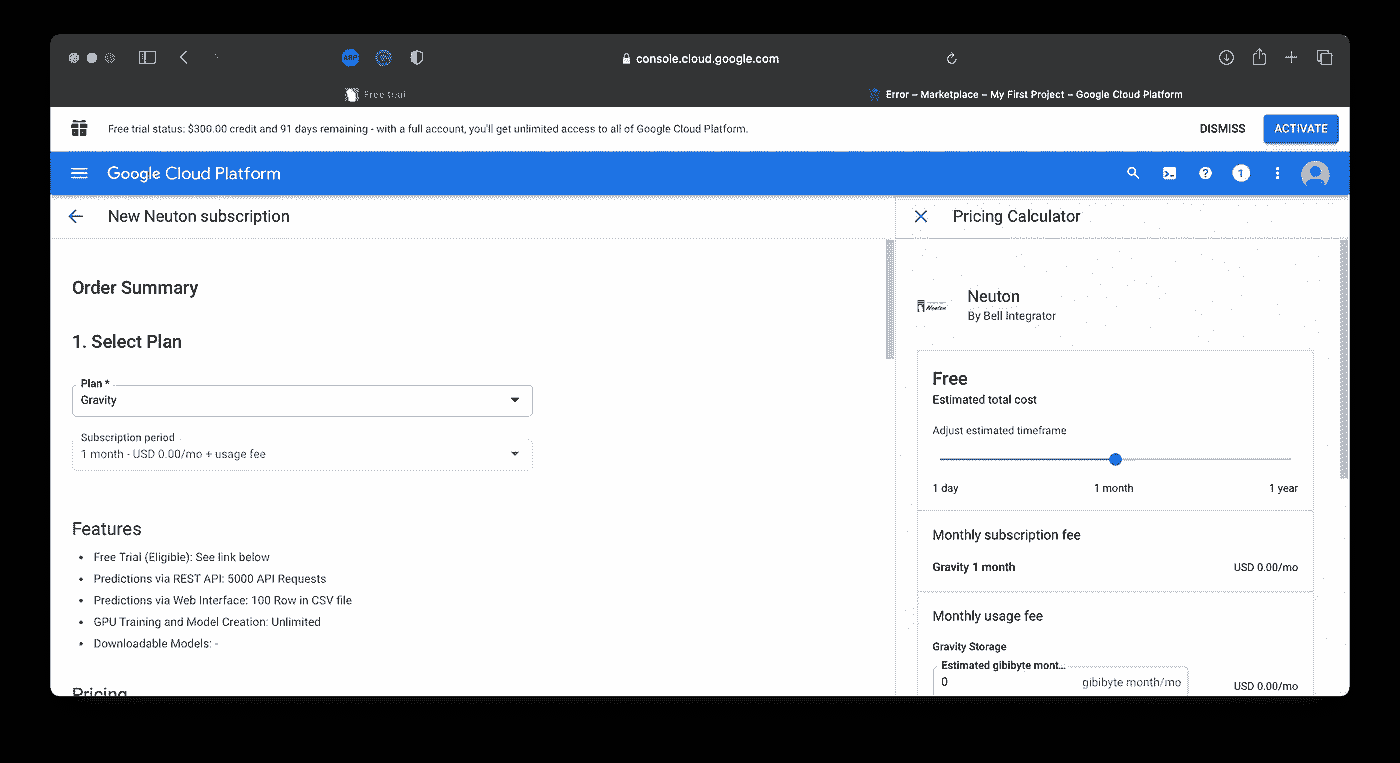 console.cloud.google.com
Free trial
Error – Marketplace – My First Project – Google Cloud Platform
Free trial status: $300.00 credit and 91 days remaining - with a full account, you'll get unlimited access to all of Google Cloud Platform.
DISMISS
ACTIVATE
Google Cloud Platform
1
New Neuton subscription
Order Summary
1. Select Plan
Plan *
Gravity
Subscription period
1 month - USD 0.00/mo + usage fee
Features
Free Trial (Eligible): See link below
Predictions via REST API: 5000 API Requests
Predictions via Web Interface: 100 Row in CSV file
GPU Training and Model Creation: Unlimited
Downloadable Models: -
Pricing
Pricing Calculator
Neuton
Neuton
By Bell Integrator
Free
Estimated total cost
Adjust estimated timeframe
1 day 1 month 1 year
Monthly subscription fee
Gravity 1 month USD 0.00/mo
Monthly usage fee
Gravity Storage
Estimated gibibyte mont...
0 gibibyte month/mo USD 0.00/mo